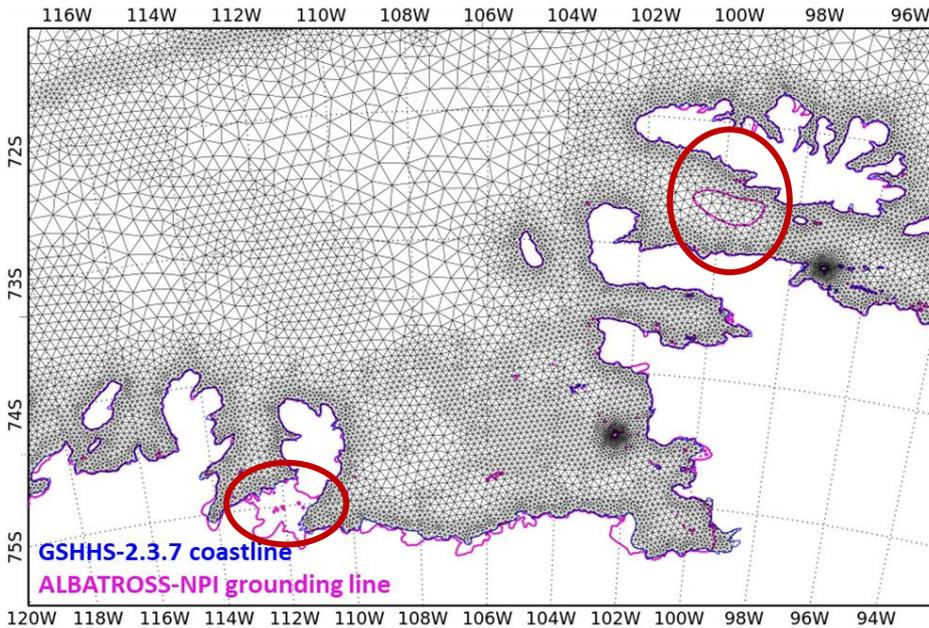 116W 114W 112W 110W 108W 106W 104W 102W 100W 98W 96W
72S
73S
74S
75S
GSHHS-2.3.7 coastline
ALBATROSS-NPI grounding line
120W 118W 116W 114W 112W 110W 108W 106W 104W 102W 100W 98W 96W 94W